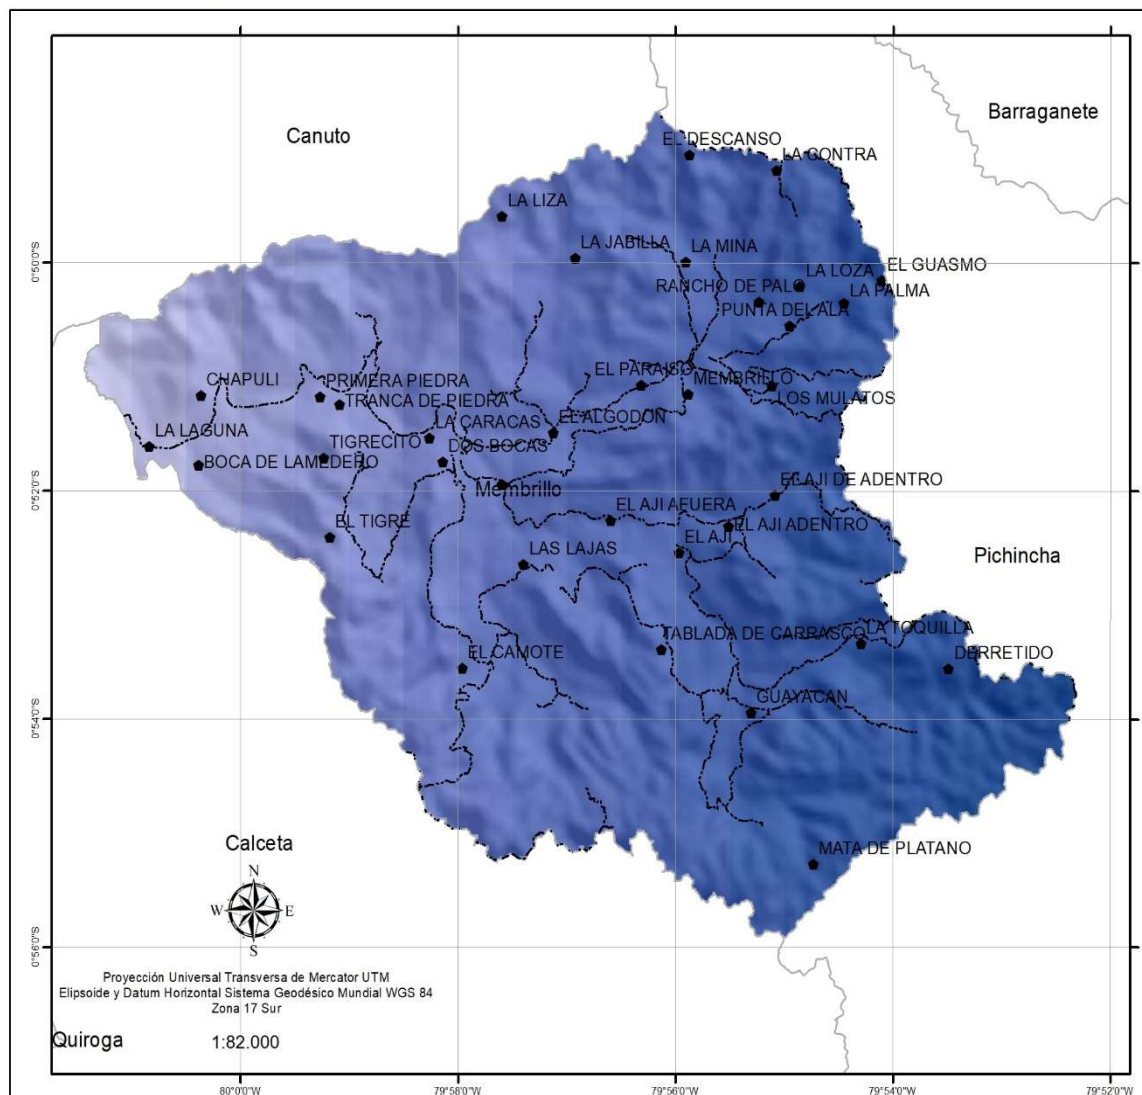 Canuto
Barraganete
EL DESCANSO
LA CONTRA
LA LIZA
LA JABILLA
LA MINA
0°50'0"S
EL GUASMO
LA LOZA
RANCHO DE PALO
LA PALMA
PUNTA DEL ALA
EL PARAISO
CHAPULI
PRIMERA PIEDRA
MEMBRILLO
TRANCA DE PIEDRA
LOS MULATOS
LA CARACAS
EL ALGODON
LA LAGUNA
TIGRECITO
DOS BOCAS
BOCA DE LAMEDERO
EL AJI DE ADENTRO
0°52'0"S
Membrillo
EL AJI AFUERA
EL TIGRE
EL AJI ADENTRO
EL AJI
LAS LAJAS
Pichincha
TABLADA DE CARRASCO
LA TOQUILLA
EL CAMOTE
DERRETIDO
GUAYACAN
0°54'0"S
Calceta
MATA DE PLATANO
N
W
E
S
0°56'0"S
Proyección Universal Transversa de Mercator UTM
Elipsoide y Datum Horizontal Sistema Geodésico Mundial WGS 84
Zona 17 Sur
Quiroga
1:82.000
80°0'0"W
79°58'0"W
79°56'0"W
79°54'0"W
79°52'0"W